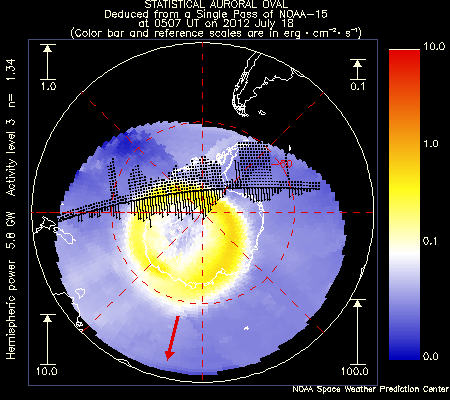 STATISTICAL AURORAL OVAL
Deduced from a Single Pass of NOAA-15
at 0507 UT on 2012 July 18
(Color bar and reference scales are in erg · cm⁻² · s⁻¹)
Hemispheric power 5.8 GW Activity level 3 n= 1.34
1.0
0.1
10.0
100.0
10.0
1.0
0.1
0.0
NOAA Space Weather Prediction Center